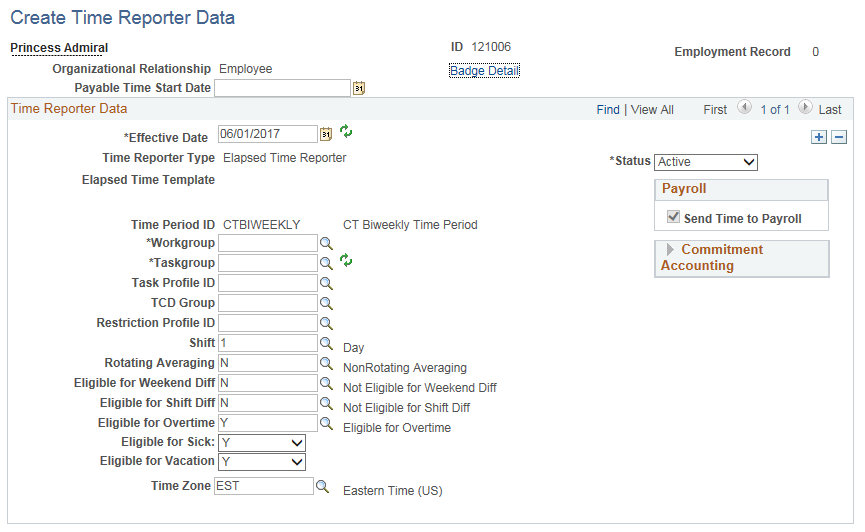 Create Time Reporter Data
Princess Admiral ID 121006 Employment Record 0
Organizational Relationship Employee Badge Detail
Payable Time Start Date 31
Time Reporter Data Find | View All First 1 of 1 Last
*Effective Date 06/01/2017 31
Time Reporter Type Elapsed Time Reporter *Status Active
Elapsed Time Template
Payroll
Send Time to Payroll
Time Period ID CTBIWEEKLY CT Biweekly Time Period
*Workgroup
Commitment Accounting
*Taskgroup
Task Profile ID
TCD Group
Restriction Profile ID
Shift 1 Day
Rotating Averaging N NonRotating Averaging
Eligible for Weekend Diff N Not Eligible for Weekend Diff
Eligible for Shift Diff N Not Eligible for Shift Diff
Eligible for Overtime Y Eligible for Overtime
Eligible for Sick: Y
Eligible for Vacation Y
Time Zone EST Eastern Time (US)